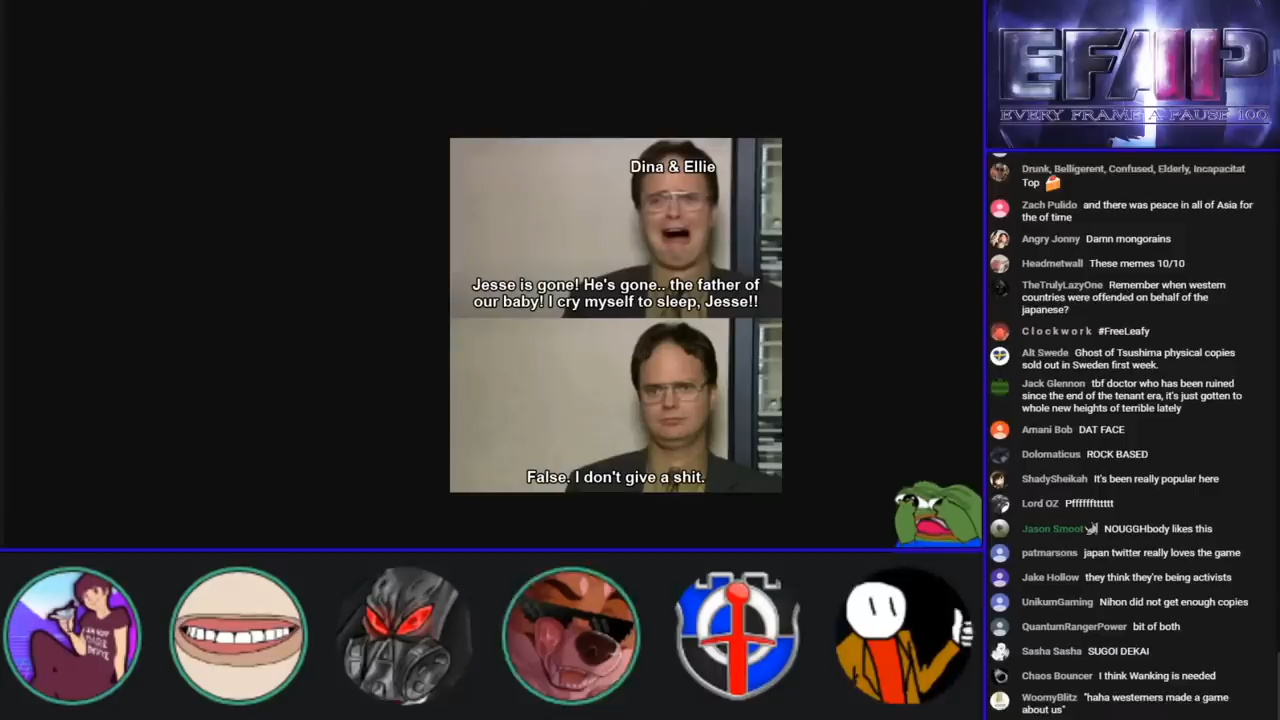 EFAP
EVERY FRAME A PAUSE 100
Dina & Ellie
Jesse is gone! He's gone.. the father of
our baby! I cry myself to sleep, Jesse!!
False. I don't give a shit.
Drunk, Belligerent, Confused, Elderly, Incapacitat
Top
Zach Pulido and there was peace in all of Asia for
the of time
Angry Jonny Damn mongorains
Headmetwall These memes 10/10
TheTrulyLazyOne Remember when western
countries were offended on behalf of the
japanese?
C l o c k w o r k #FreeLeafy
Alt Swede Ghost of Tsushima physical copies
sold out in Sweden first week.
Jack Glennon tbf doctor who has been ruined
since the end of the tenant era, it's just gotten to
whole new heights of terrible lately
Amani Bob DAT FACE
Dolomaticus ROCK BASED
ShadySheikah It's been really popular here
Lord OZ Pfffffftttttt
Jason Smoot NOUGGHbody likes this
patmarsons japan twitter really loves the game
Jake Hollow they think they're being activists
UnikumGaming Nihon did not get enough copies
QuantumRangerPower bit of both
Sasha Sasha SUGOI DEKAI
Chaos Bouncer I think Wanking is needed
WoomyBlitz "haha westerners made a game
about us"